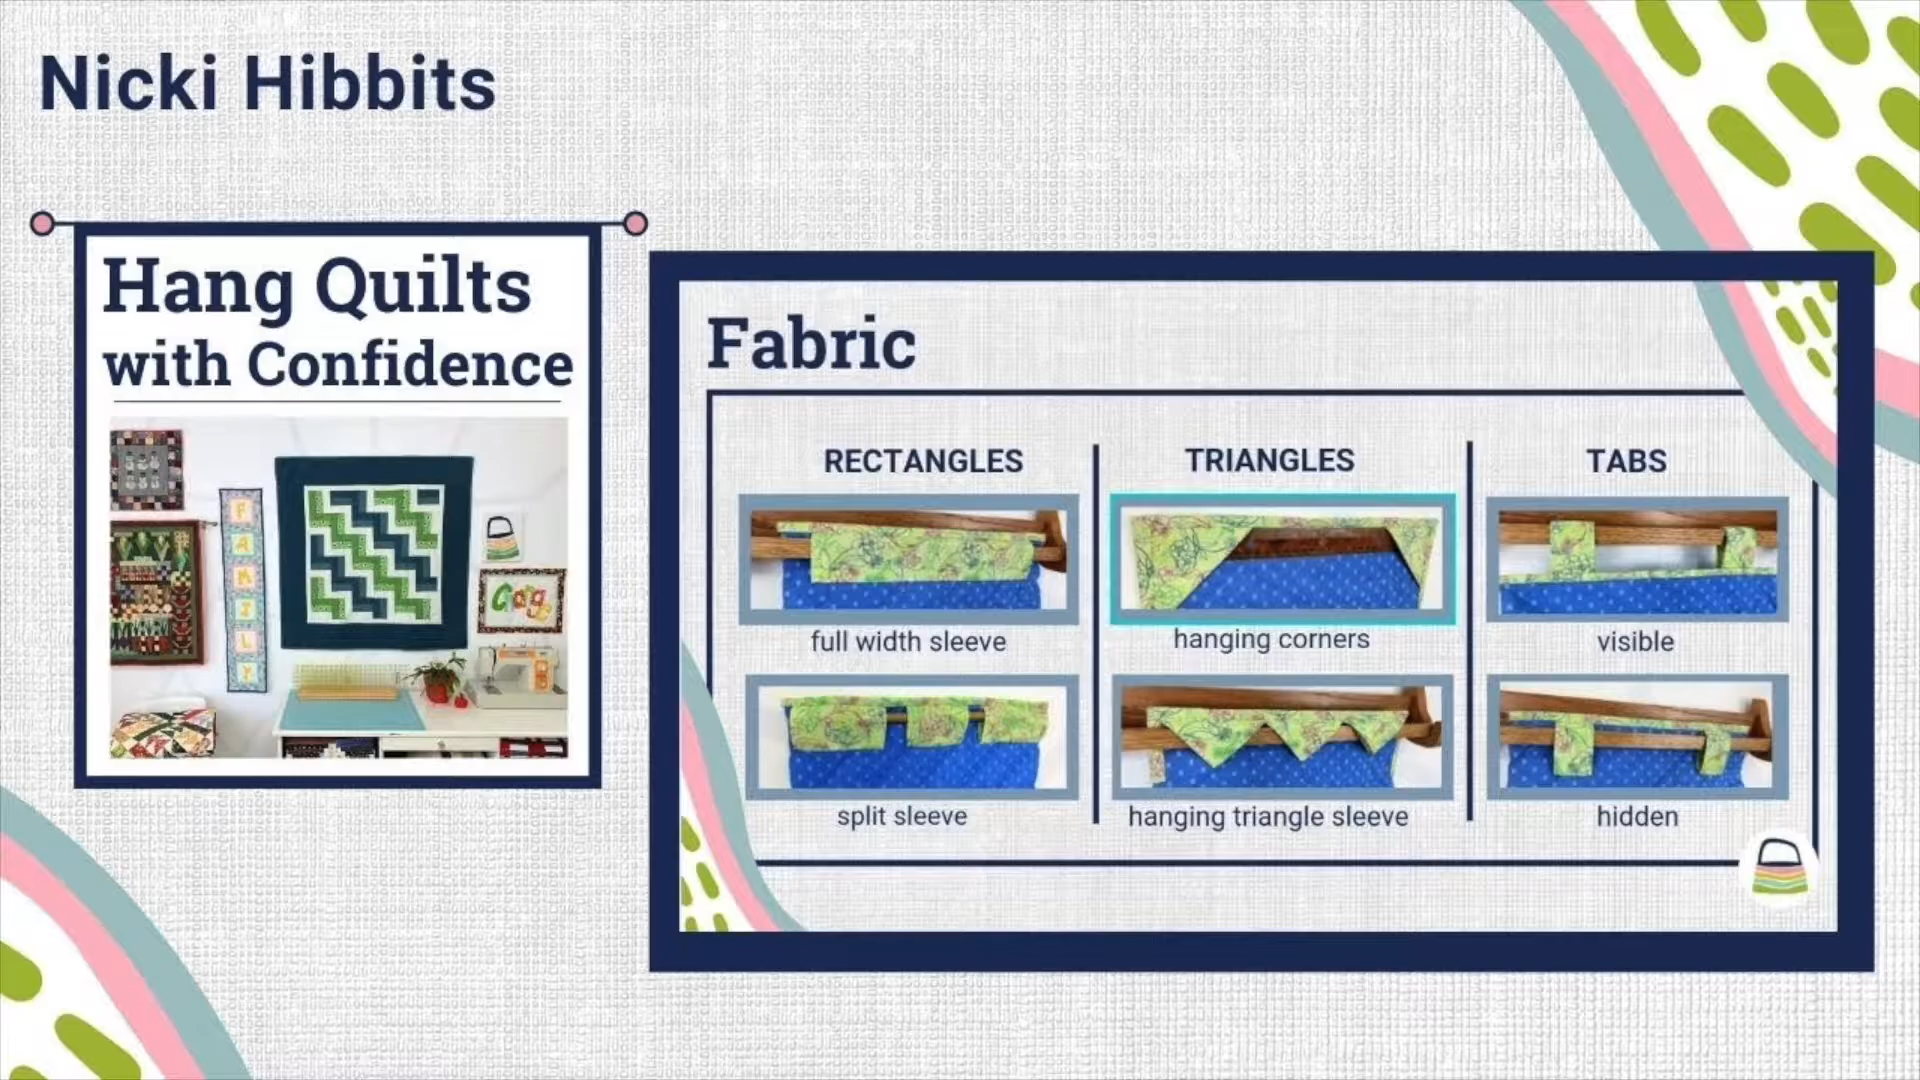 Nicki Hibbits
Hang Quilts
with Confidence
F
A
M
I
L
Y
Fabric
RECTANGLES
TRIANGLES
TABS
full width sleeve
hanging corners
visible
split sleeve
hanging triangle sleeve
hidden